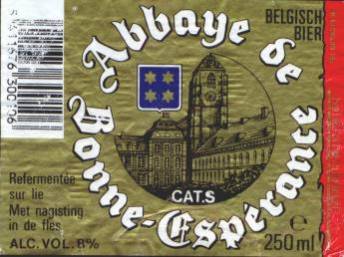 Abbaye de
Bonne-Espérance
BELGISCH
BIER
CAT.S
Refermentée
sur lie
Met nagisting
in de fles
ALC. VOL. 8%
e
250 ml